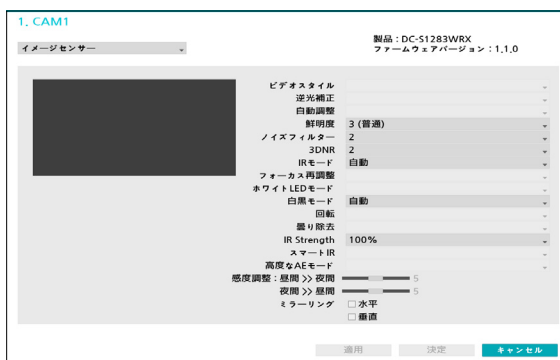 1. CAM1
製品：DC-S1283WRX
ファームウェアバージョン：1.1.0
イメージセンサー
ビデオスタイル
逆光補正
自動調整
鮮明度 3 (普通)
ノイズフィルター 2
3DNR 2
IRモード 自動
フォーカス再調整
ホワイトLEDモード
白黒モード 自動
回転
曇り除去
IR Strength 100%
スマートIR
高度なAEモード
感度調整：昼間 >> 夜間 5
夜間 >> 昼間 5
ミラーリング 水平
垂直
適用 決定 キャンセル